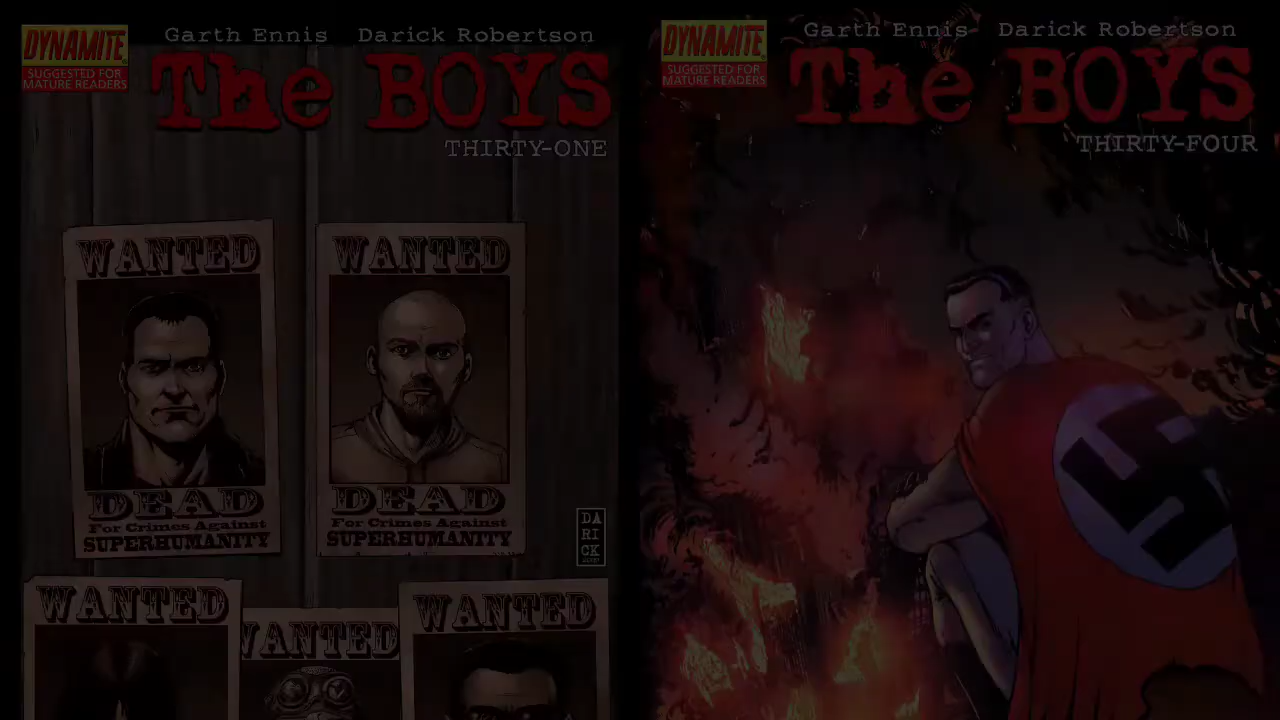 DYNAMITE
SUGGESTED FOR
MATURE READERS
Garth Ennis Darick Robertson
The BOYS
THIRTY-ONE
WANTED
DEAD
For Crimes Against
SUPERHUMANITY
WANTED
DEAD
For Crimes Against
SUPERHUMANITY
DA
RI
CK
WANTED
WANTED
WANTED
DYNAMITE
SUGGESTED FOR
MATURE READERS
Garth Ennis Darick Robertson
The BOYS
THIRTY-FOUR